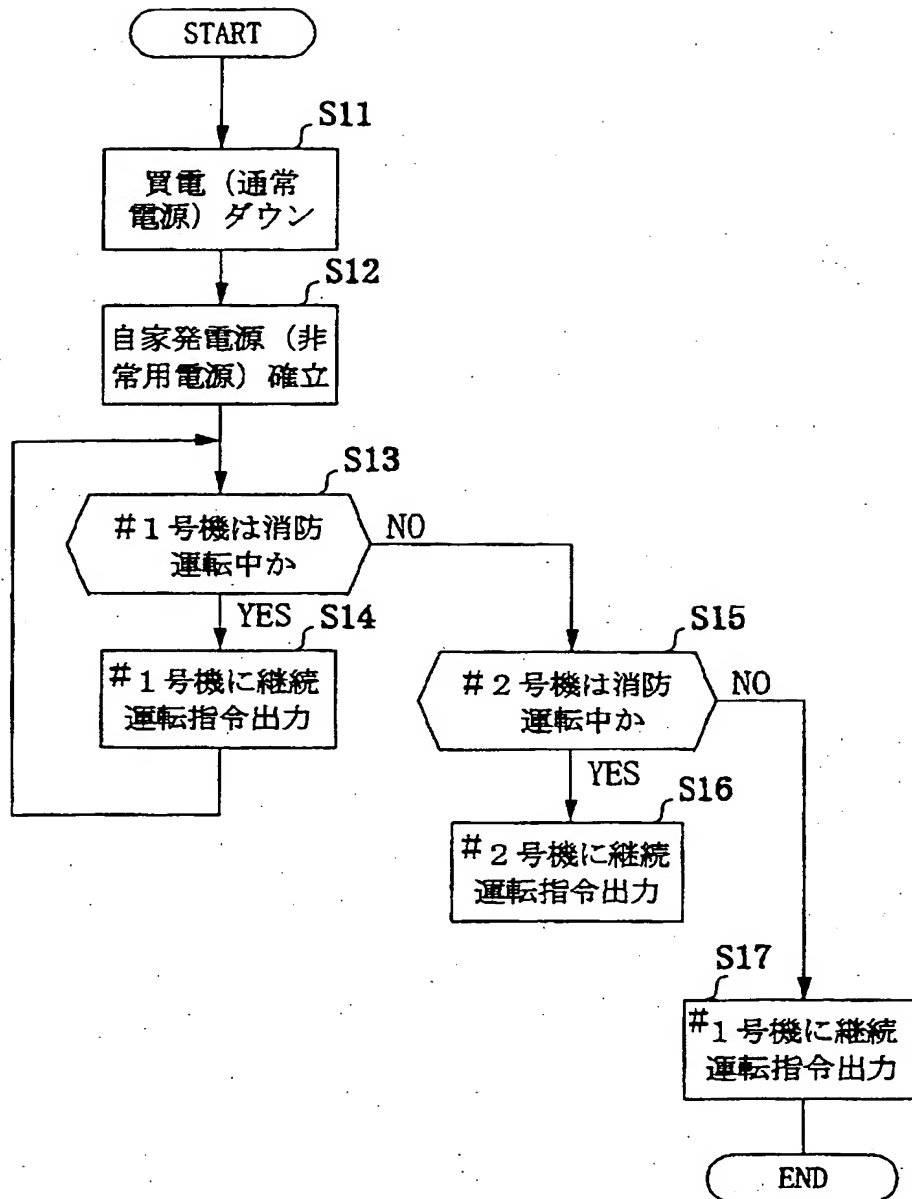 START
S11
買電（通常
電源）ダウン
S12
自家発電源（非
常用電源）確立
S13
#1号機は消防
運転中か
NO
YES
S14
#1号機に継続
運転指令出力
S15
#2号機は消防
運転中か
NO
YES
S16
#2号機に継続
運転指令出力
S17
#1号機に継続
運転指令出力
END